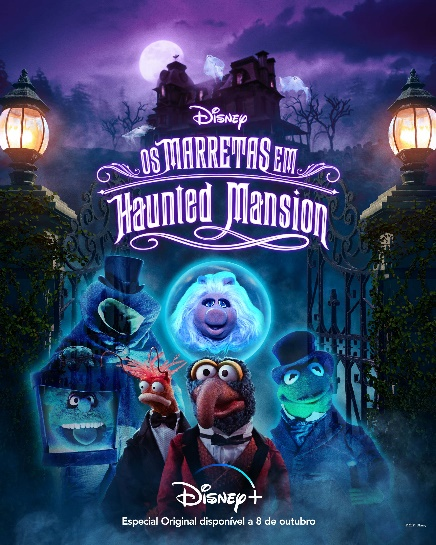 Disney
OS MARRETAS EM
Haunted Mansion
Disney+
Especial Original disponível a 8 de outubro